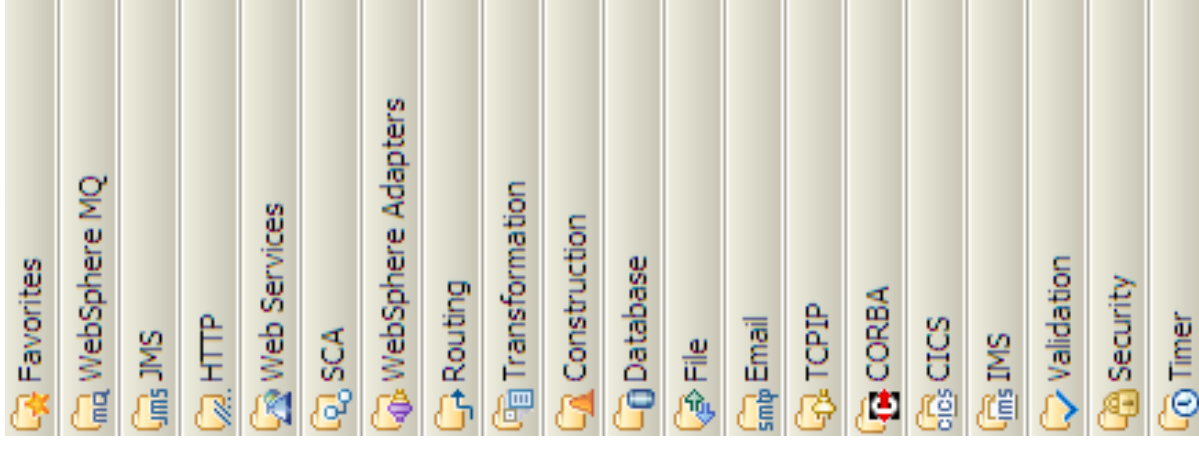 Favorites
WebSphere MQ
JMS
HTTP
Web Services
SCA
WebSphere Adapters
Routing
Transformation
Construction
Database
File
Email
TCPIP
CORBA
CICS
IMS
Validation
Security
Timer